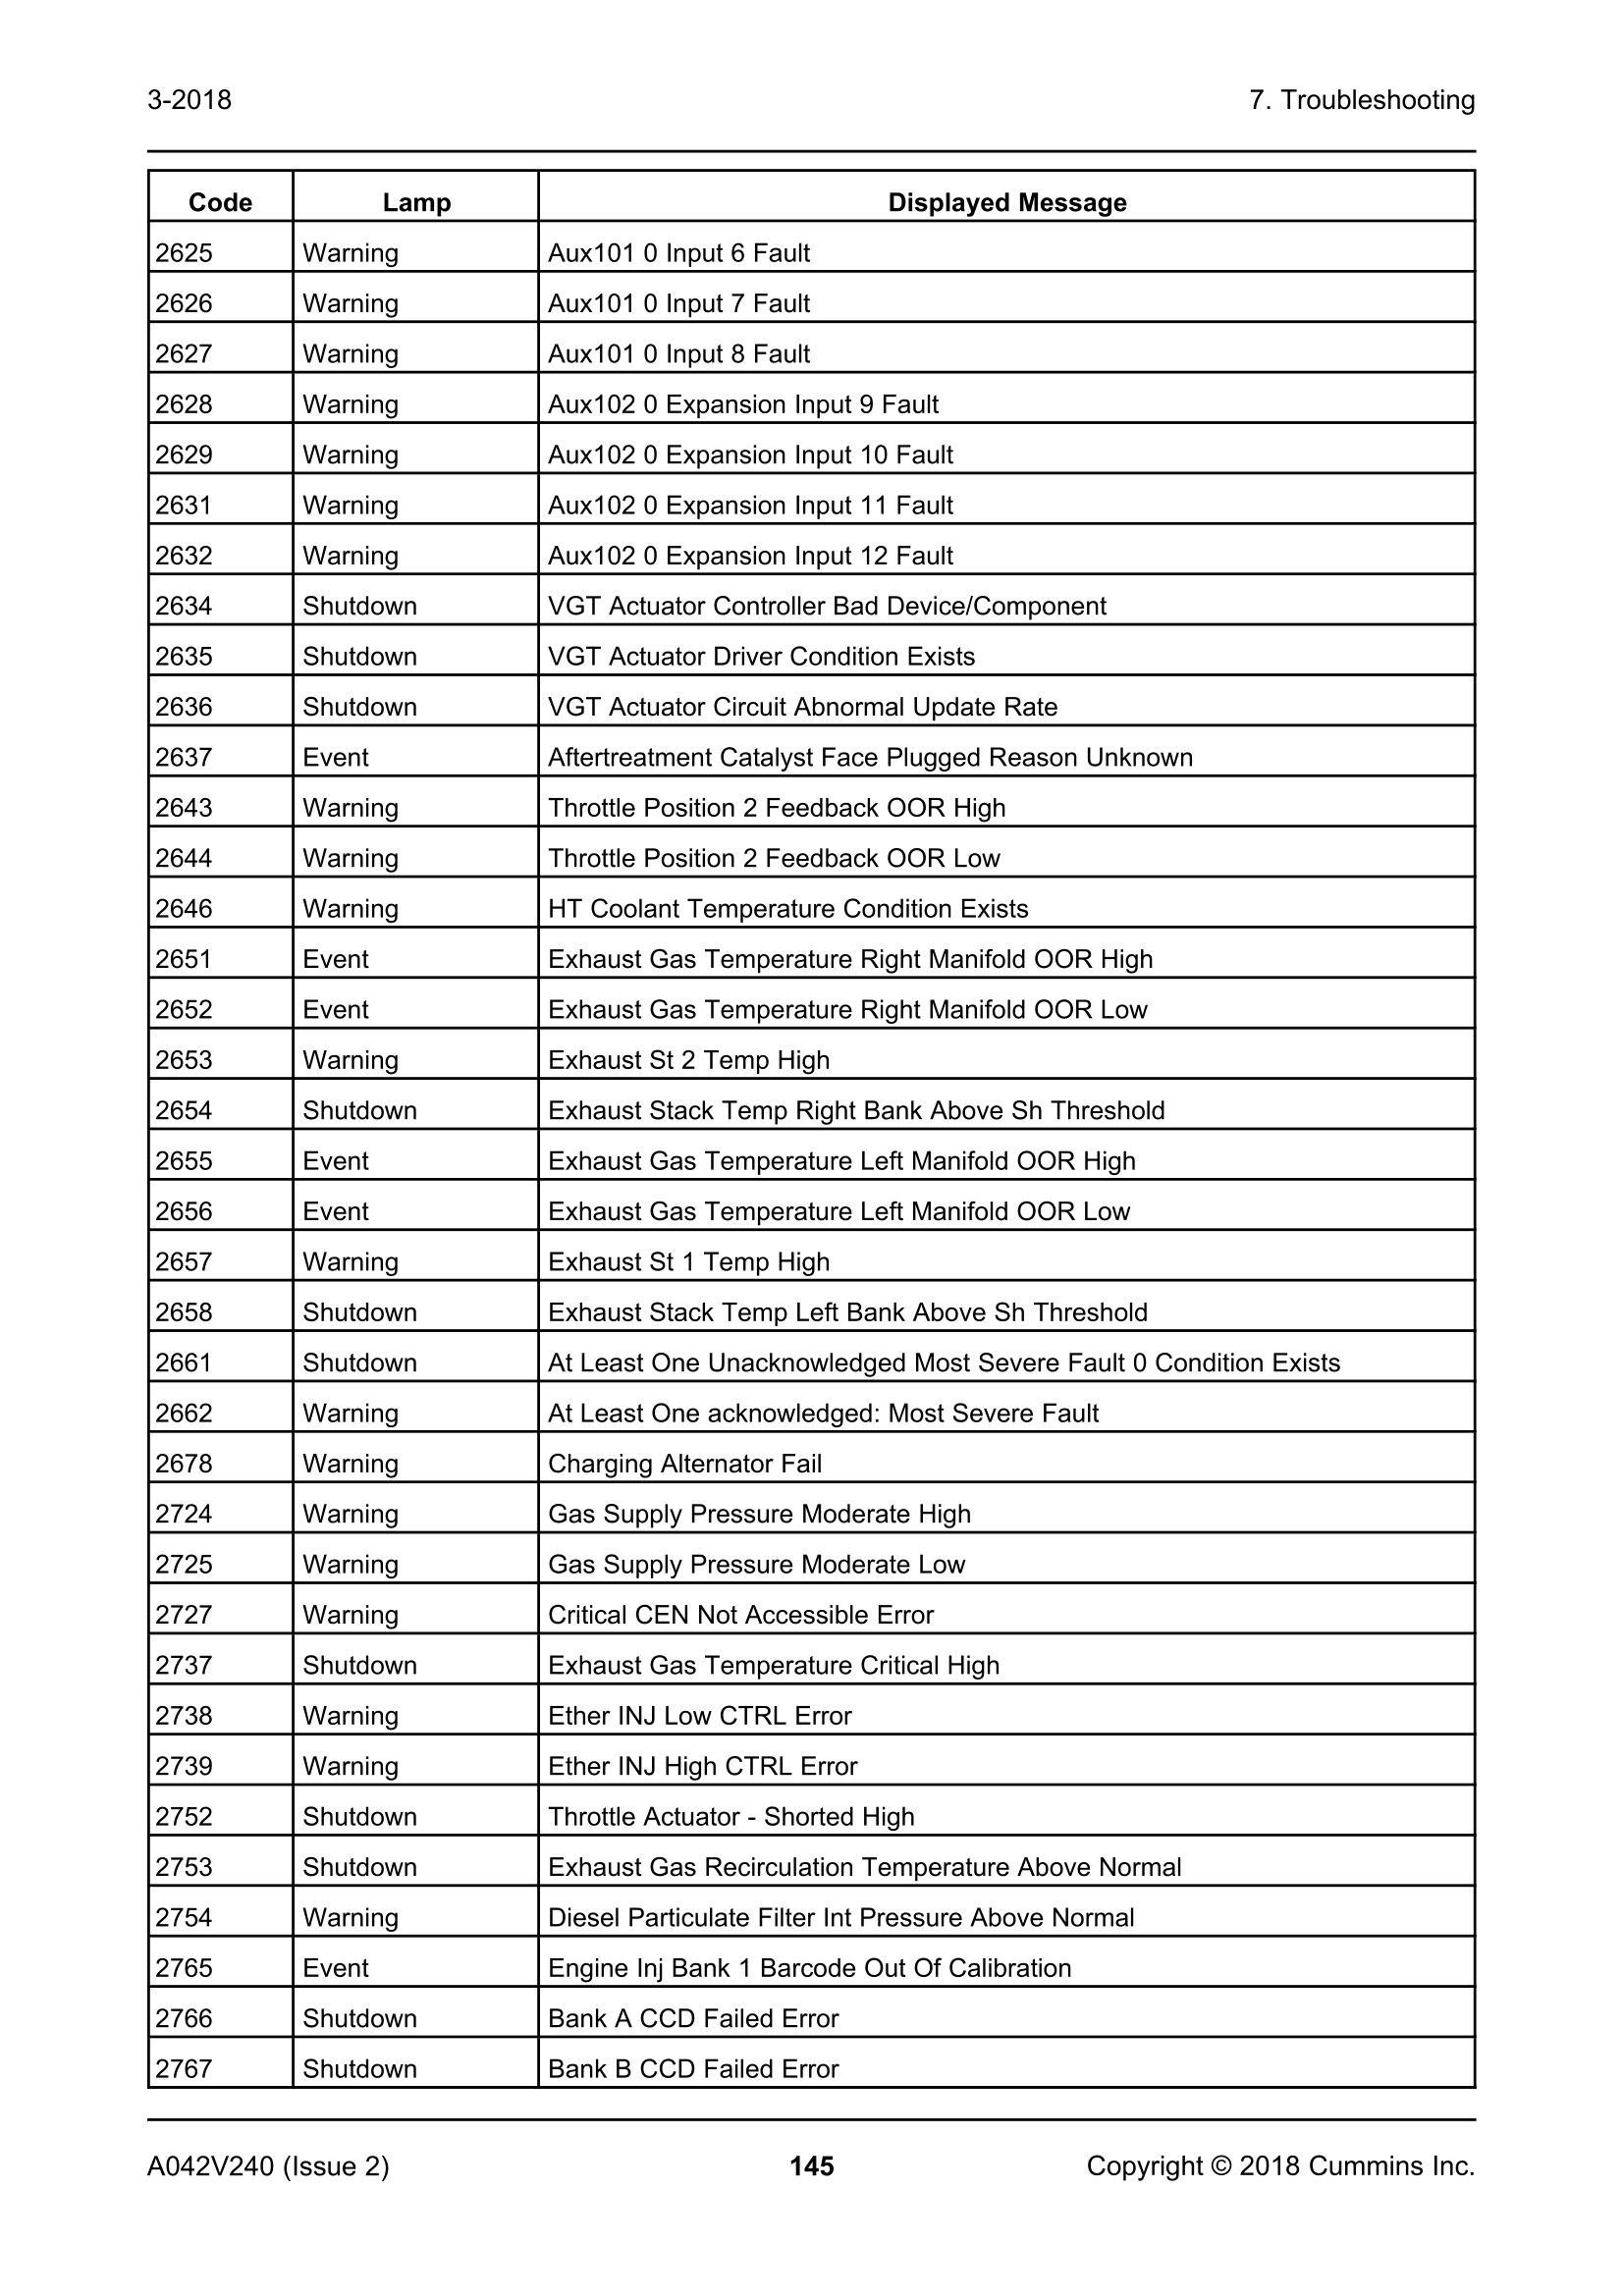 3-2018 7. Troubleshooting
Code Lamp Displayed Message
2625 Warning Aux101 0 Input 6 Fault
2626 Warning Aux101 0 Input 7 Fault
2627 Warning Aux101 0 Input 8 Fault
2628 Warning Aux102 0 Expansion Input 9 Fault
2629 Warning Aux102 0 Expansion Input 10 Fault
2631 Warning Aux102 0 Expansion Input 11 Fault
2632 Warning Aux102 0 Expansion Input 12 Fault
2634 Shutdown VGT Actuator Controller Bad Device/Component
2635 Shutdown VGT Actuator Driver Condition Exists
2636 Shutdown VGT Actuator Circuit Abnormal Update Rate
2637 Event Aftertreatment Catalyst Face Plugged Reason Unknown
2643 Warning Throttle Position 2 Feedback OOR High
2644 Warning Throttle Position 2 Feedback OOR Low
2646 Warning HT Coolant Temperature Condition Exists
2651 Event Exhaust Gas Temperature Right Manifold OOR High
2652 Event Exhaust Gas Temperature Right Manifold OOR Low
2653 Warning Exhaust St 2 Temp High
2654 Shutdown Exhaust Stack Temp Right Bank Above Sh Threshold
2655 Event Exhaust Gas Temperature Left Manifold OOR High
2656 Event Exhaust Gas Temperature Left Manifold OOR Low
2657 Warning Exhaust St 1 Temp High
2658 Shutdown Exhaust Stack Temp Left Bank Above Sh Threshold
2661 Shutdown At Least One Unacknowledged Most Severe Fault 0 Condition Exists
2662 Warning At Least One acknowledged: Most Severe Fault
2678 Warning Charging Alternator Fail
2724 Warning Gas Supply Pressure Moderate High
2725 Warning Gas Supply Pressure Moderate Low
2727 Warning Critical CEN Not Accessible Error
2737 Shutdown Exhaust Gas Temperature Critical High
2738 Warning Ether INJ Low CTRL Error
2739 Warning Ether INJ High CTRL Error
2752 Shutdown Throttle Actuator - Shorted High
2753 Shutdown Exhaust Gas Recirculation Temperature Above Normal
2754 Warning Diesel Particulate Filter Int Pressure Above Normal
2765 Event Engine Inj Bank 1 Barcode Out Of Calibration
2766 Shutdown Bank A CCD Failed Error
2767 Shutdown Bank B CCD Failed Error
A042V240 (Issue 2) 145 Copyright © 2018 Cummins Inc.